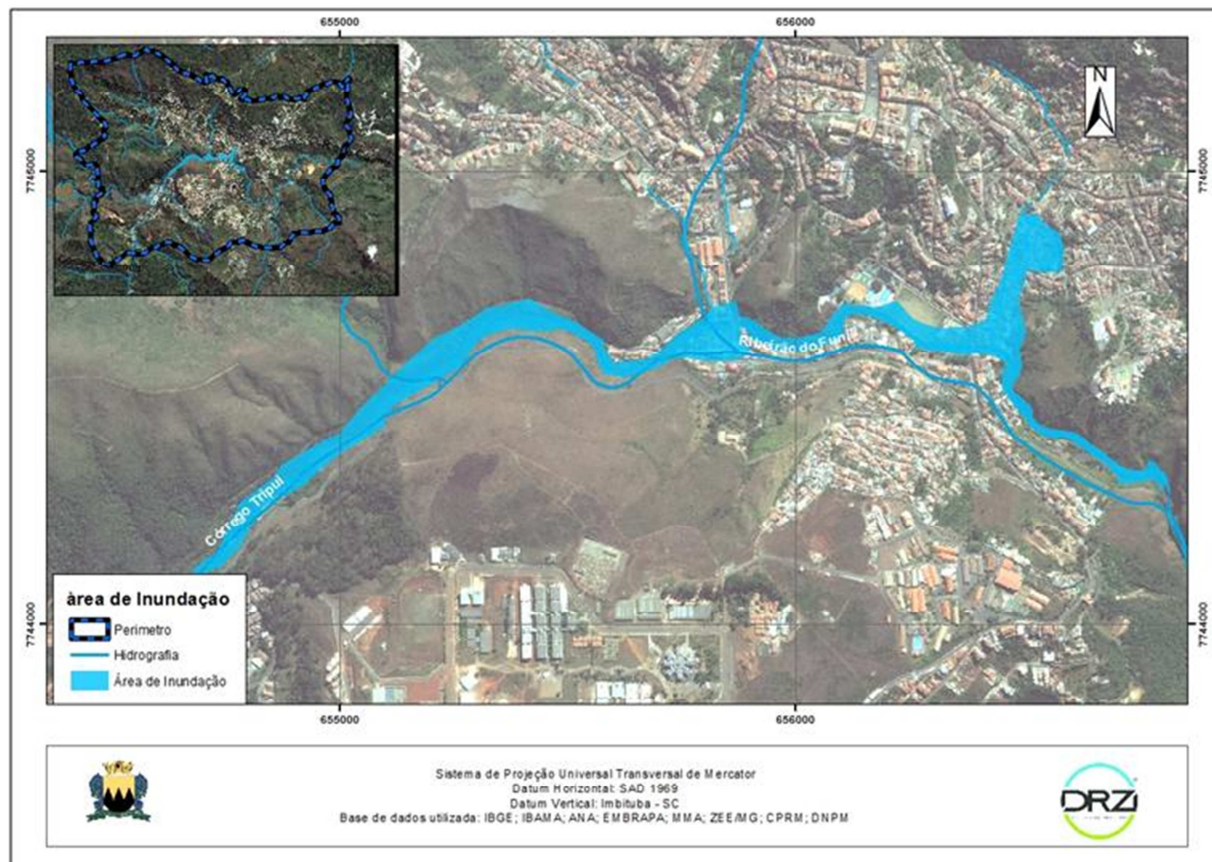 655000
656000
N
7745000
7745000
Ribeirão do Funil
Córrego Tripuí
7744000
7744000
àrea de Inundação
Perimetro
Hidrografia
Área de Inundação
655000
656000
Sistema de Projeção Universal Transversal de Mercator
Datum Horizontal: SAD 1969
Datum Vertical: Imbituba - SC
Base de dados utilizada: IBGE; IBAMA; ANA; EMBRAPA; MMA; ZEE/MG; CPRM; DNPM
DRZ